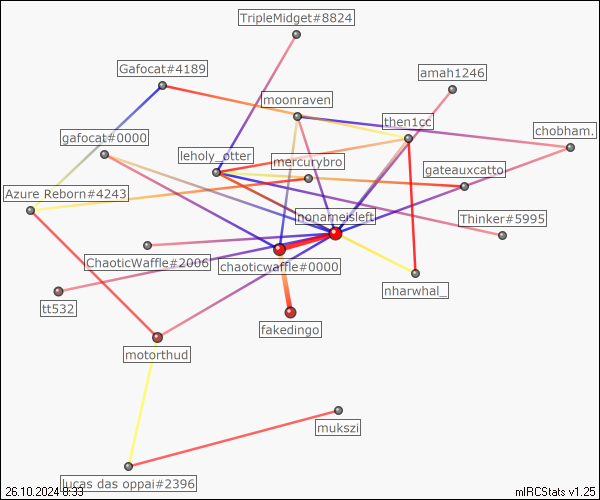 TripleMidget#8824
Gafocat#4189
amah1246
moonraven
then1cc
chobham.
gafocat#0000
leholy_otter
mercurybro
gateauxcatto
Azure Reborn#4243
nonameisleft
Thinker#5995
ChaoticWaffle#2006
chaoticwaffle#0000
nharwhal_
tt532
fakedingo
motorthud
mukszi
lucas das oppai#2396
26.10.2024 8:33
mIRCStats v1.25